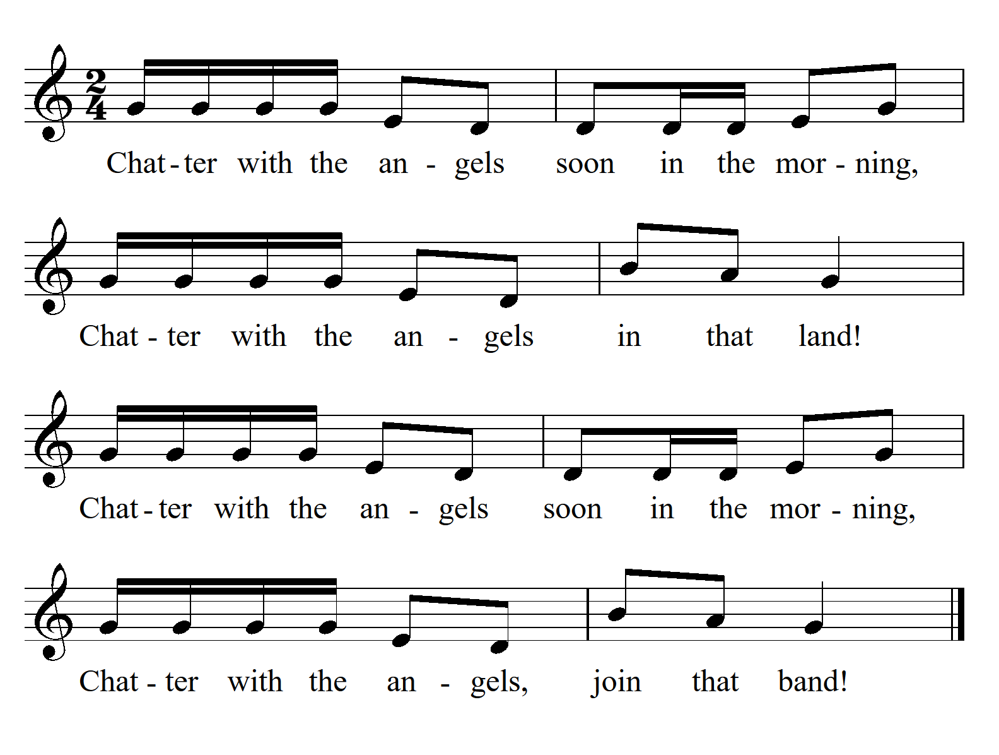 2
4
Chat-ter with the an - gels soon in the mor - ning,
Chat - ter with the an - gels in that land!
Chat-ter with the an - gels soon in the mor - ning,
Chat - ter with the an - gels, join that band!